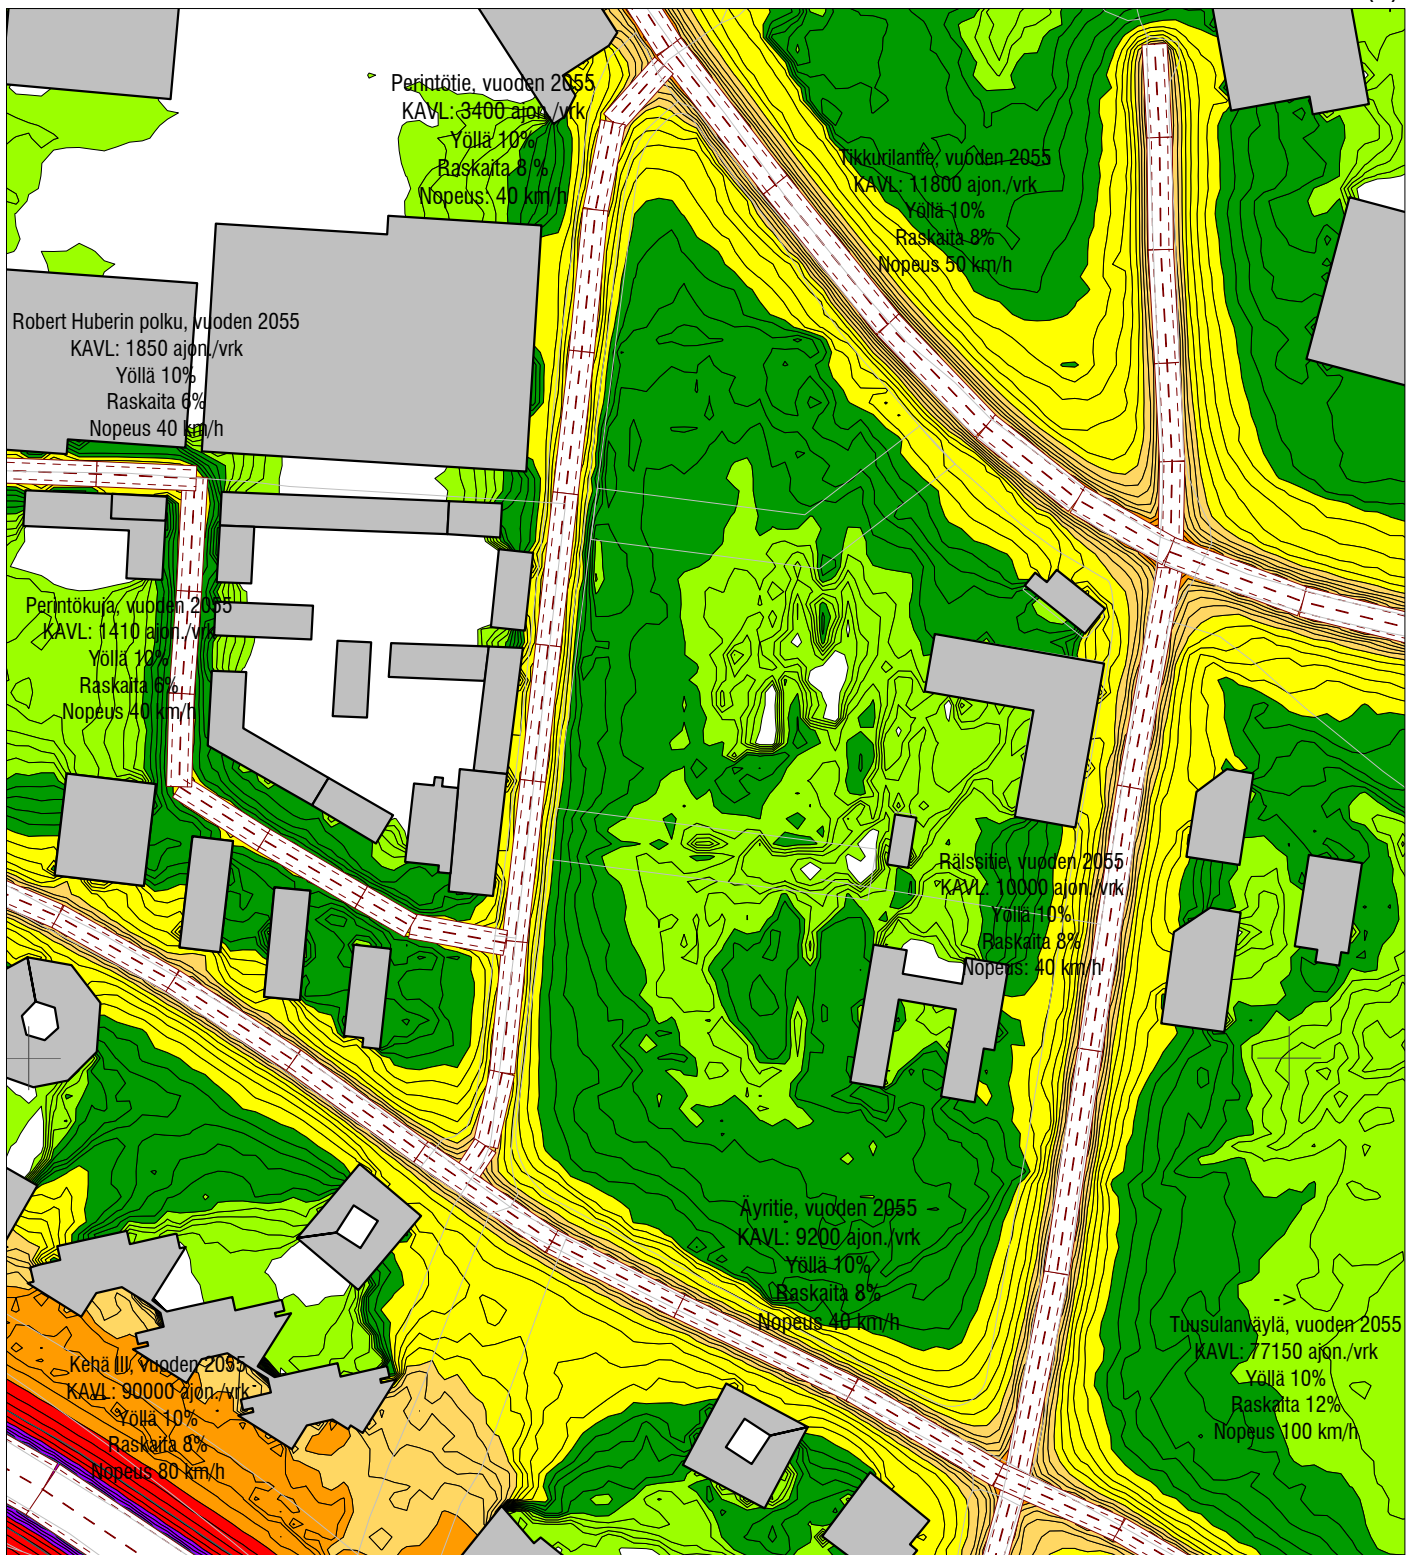 Perintötie, vuoden 2055
KAVL: 3400 ajon./vrk
Yöllä 10%
Raskaita 8 %
Nopeus: 40 km/h
Tikkurilantie, vuoden 2055
KAVL: 11800 ajon./vrk
Yöllä 10%
Raskaita 8%
Nopeus 50 km/h
Robert Huberin polku, vuoden 2055
KAVL: 1850 ajon./vrk
Yöllä 10%
Raskaita 6%
Nopeus 40 km/h
Perintökuja, vuoden 2055
KAVL: 1410 ajon./vrk
Yöllä 10%
Raskaita 6%
Nopeus 40 km/h
Rälssitie, vuoden 2055
KAVL: 10000 ajon./vrk
Yöllä 10%
Raskaita 8%
Nopeus: 40 km/h
Äyritie, vuoden 2055
KAVL: 9200 ajon./vrk
Yöllä 10%
Raskaita 8%
Nopeus 40 km/h
->
Tuusulanväylä, vuoden 2055
KAVL: 77150 ajon./vrk
Yöllä 10%
Raskaita 12%
Nopeus 100 km/h
Kehä III, vuoden 2055
KAVL: 90000 ajon./vrk
Yöllä 10%
Raskaita 8%
Nopeus 80 km/h